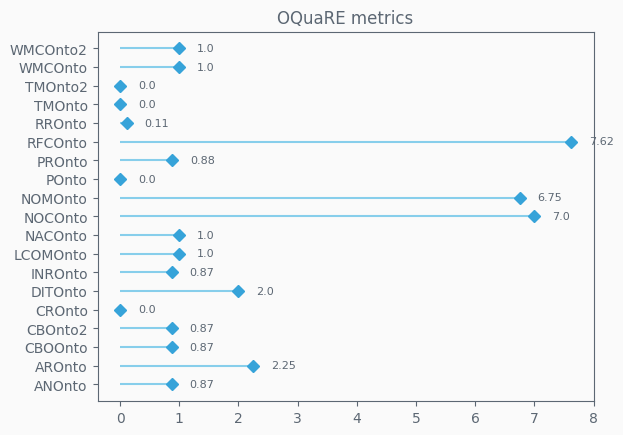 OQuaRE metrics
WMCOnto2 1.0
WMCOnto 1.0
TMOnto2 0.0
TMOnto 0.0
RROnto 0.11
RFCOnto 7.62
PROnto 0.88
POnto 0.0
NOMOnto 6.75
NOCOnto 7.0
NACOnto 1.0
LCOMOnto 1.0
INROnto 0.87
DITOnto 2.0
CROnto 0.0
CBOnto2 0.87
CBOOnto 0.87
AROnto 2.25
ANOnto 0.87
0 1 2 3 4 5 6 7 8